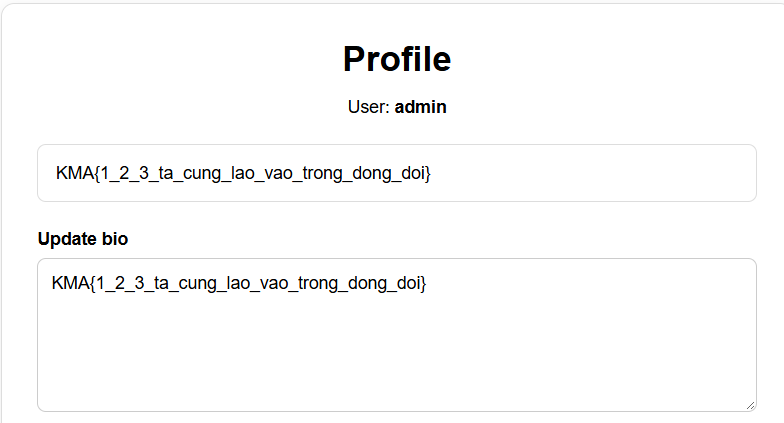 Profile
User: admin
KMA{1_2_3_ta_cung_lao_vao_trong_dong_doi}
Update bio
KMA{1_2_3_ta_cung_lao_vao_trong_dong_doi}